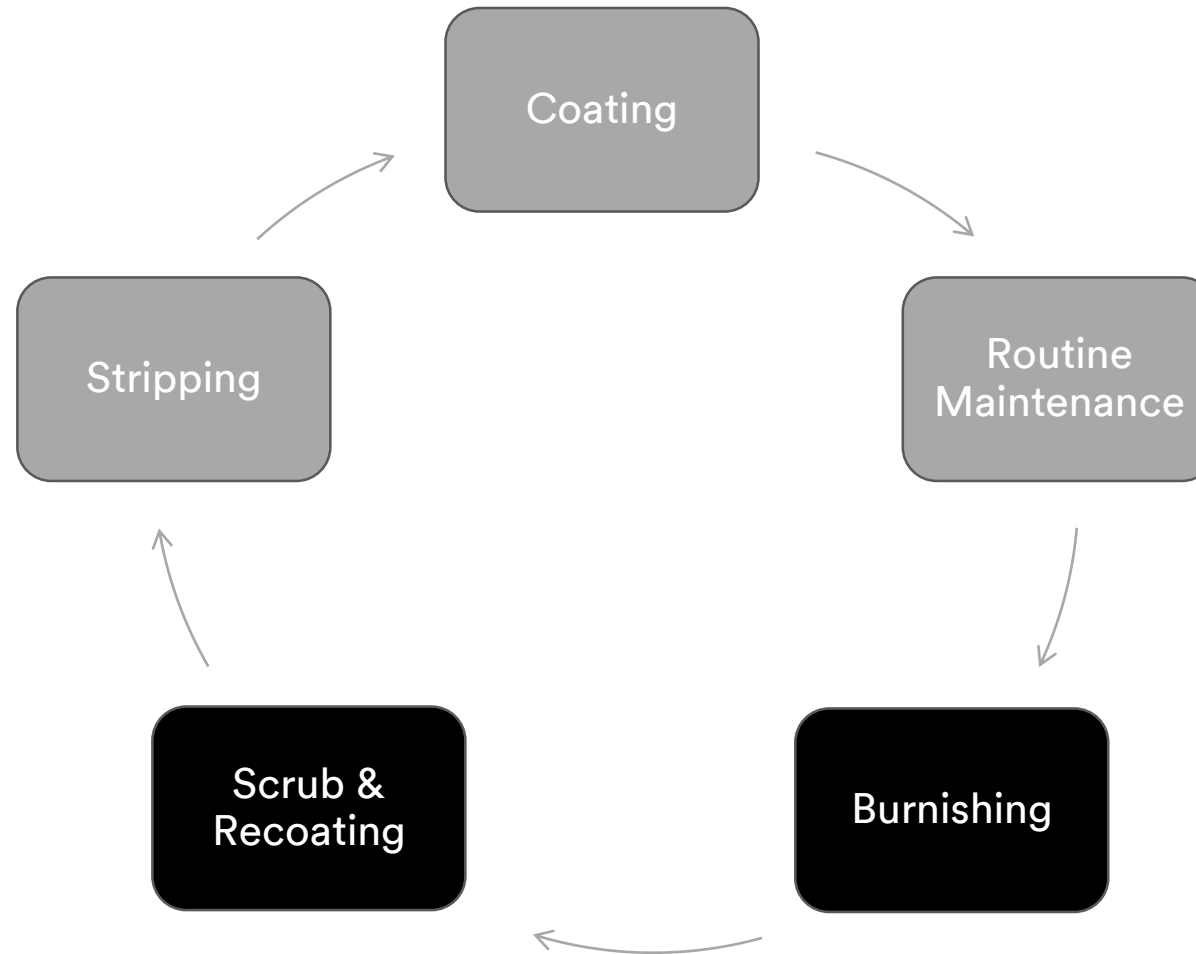 Coating
Routine
Maintenance
Burnishing
Scrub &
Recoating
Stripping